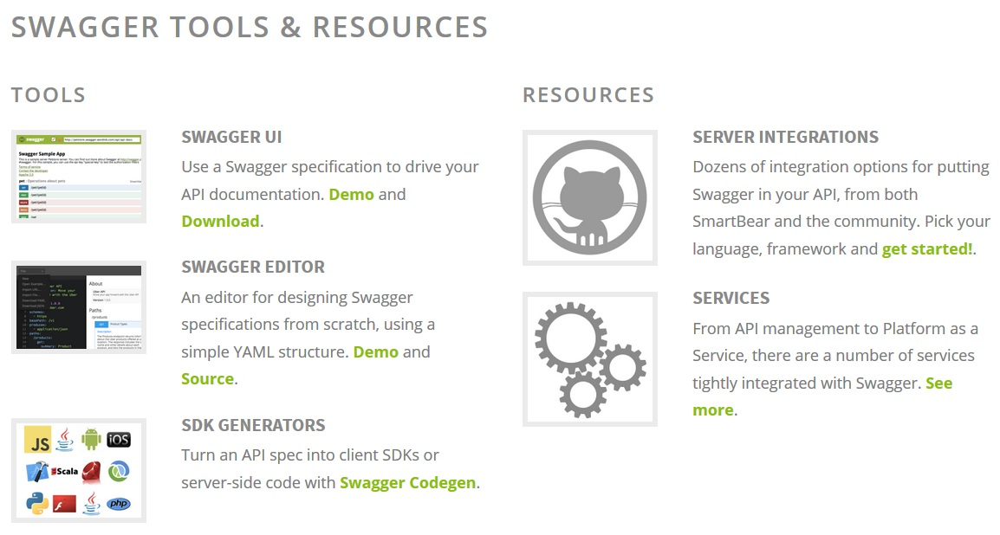 SWAGGER TOOLS & RESOURCES
TOOLS
SWAGGER UI
Use a Swagger specification to drive your
API documentation. Demo and
Download.
swagger
Swagger Sample App
SWAGGER EDITOR
An editor for designing Swagger
specifications from scratch, using a
simple YAML structure. Demo and
Source.
About
Paths
/products
SDK GENERATORS
Turn an API spec into client SDKs or
server-side code with Swagger Codegen.
JS
iOS
Scala
php
RESOURCES
SERVER INTEGRATIONS
Dozens of integration options for putting
Swagger in your API, from both
SmartBear and the community. Pick your
language, framework and get started!.
SERVICES
From API management to Platform as a
Service, there are a number of services
tightly integrated with Swagger. See
more.